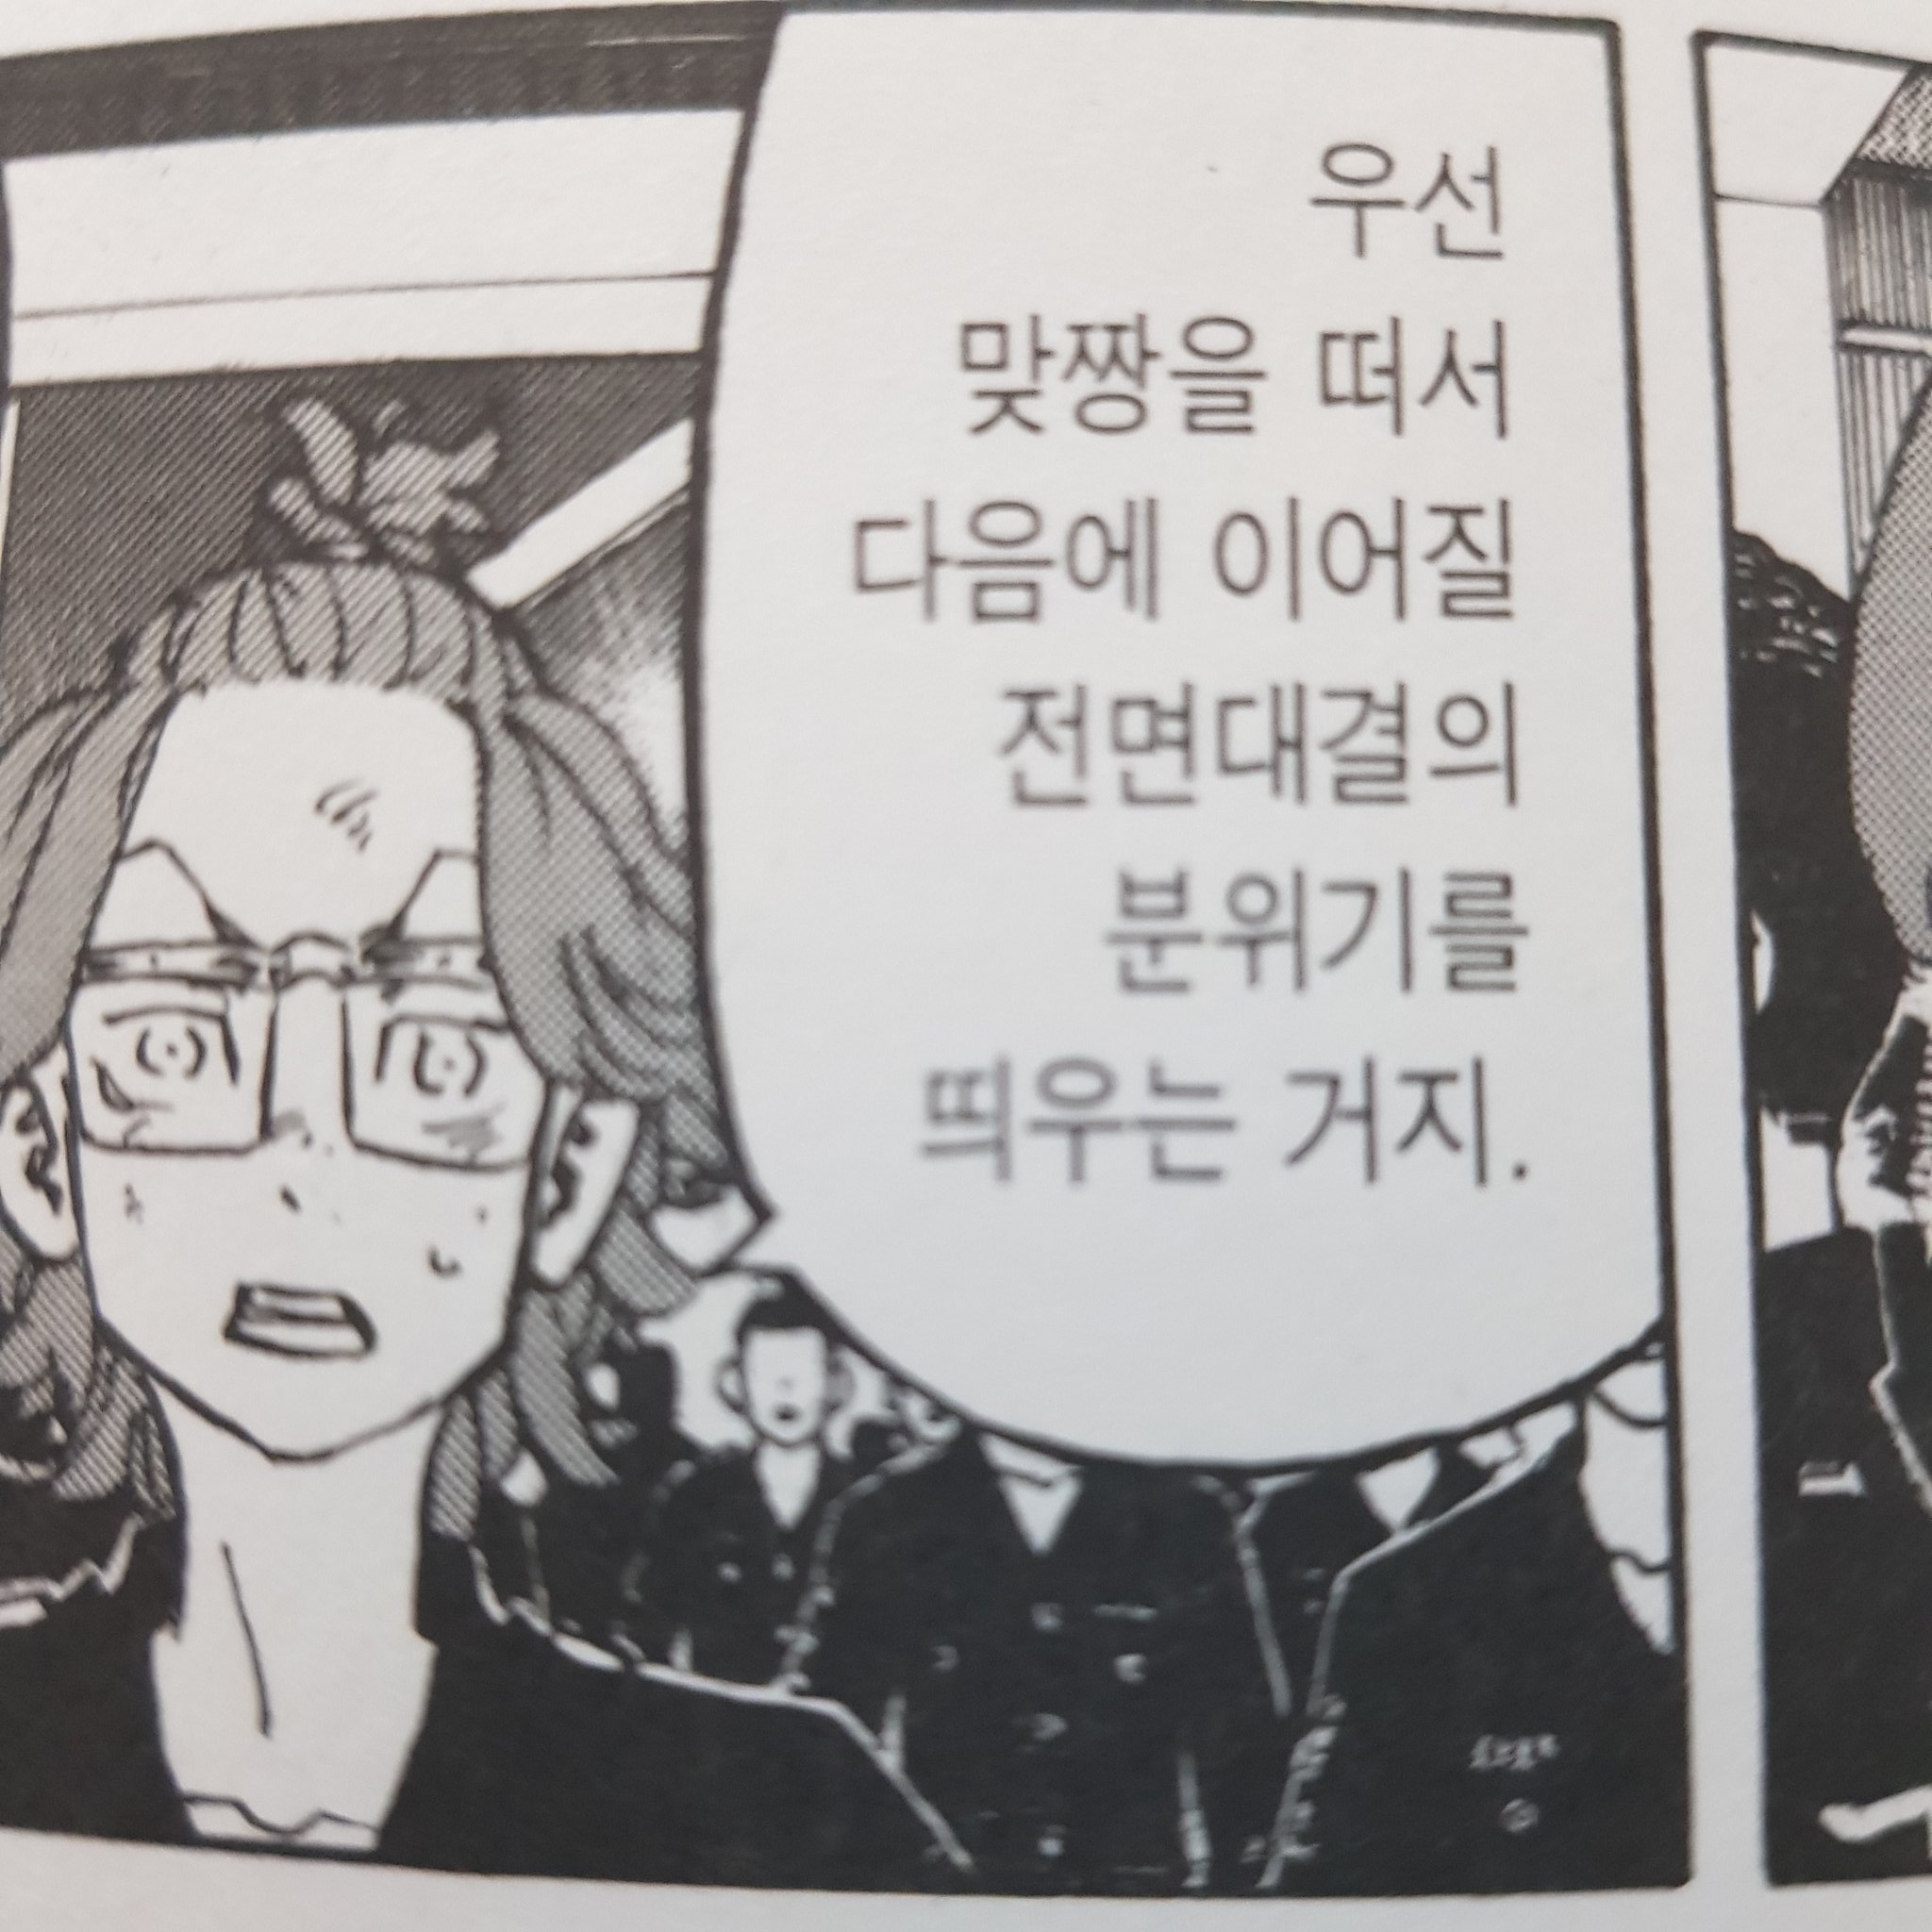 우선
맞짱을 떠서
다음에 이어질
전면대결의
분위기를
띄우는 거지.